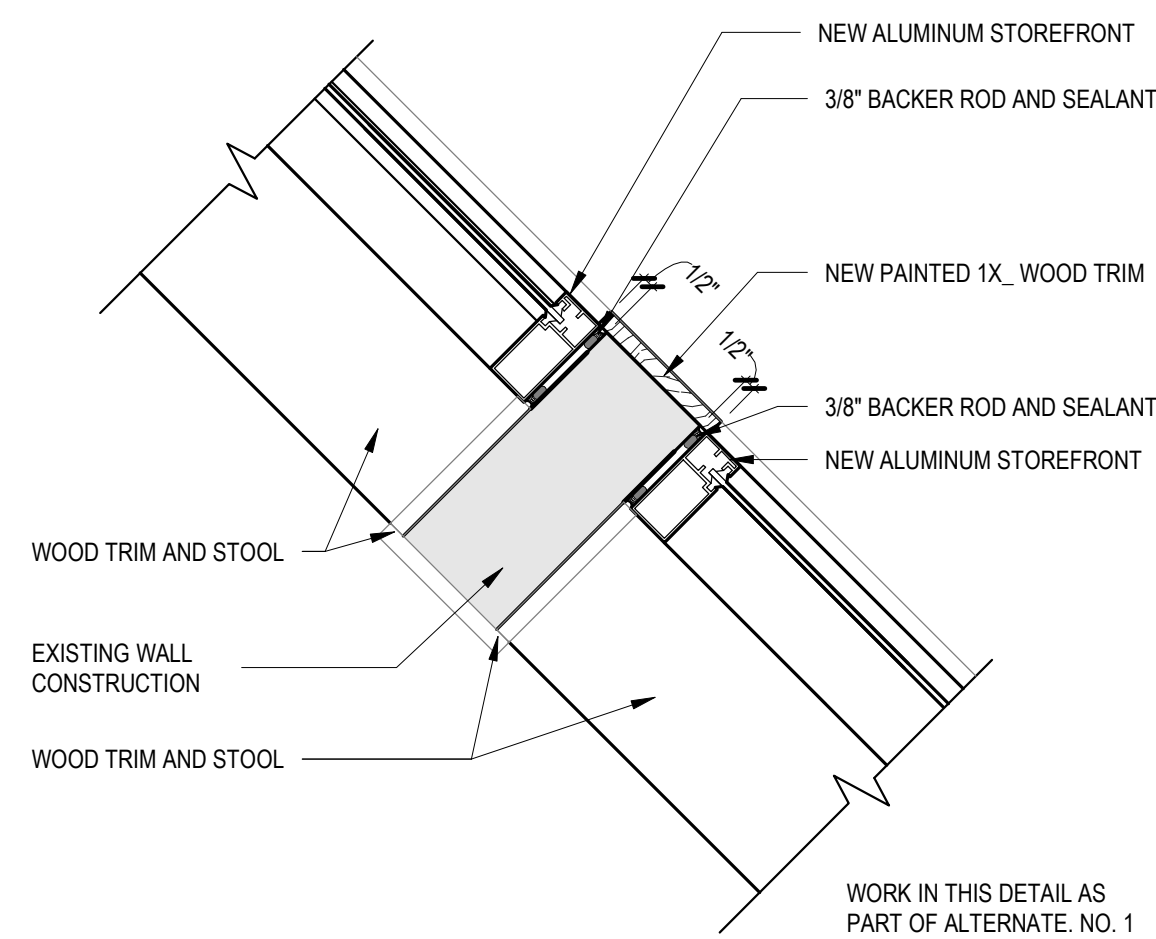 NEW ALUMINUM STOREFRONT
3/8" BACKER ROD AND SEALANT
1/2"
NEW PAINTED 1X_ WOOD TRIM
1/2"
3/8" BACKER ROD AND SEALANT
NEW ALUMINUM STOREFRONT
WOOD TRIM AND STOOL
EXISTING WALL
CONSTRUCTION
WOOD TRIM AND STOOL
WORK IN THIS DETAIL AS
PART OF ALTERNATE. NO. 1